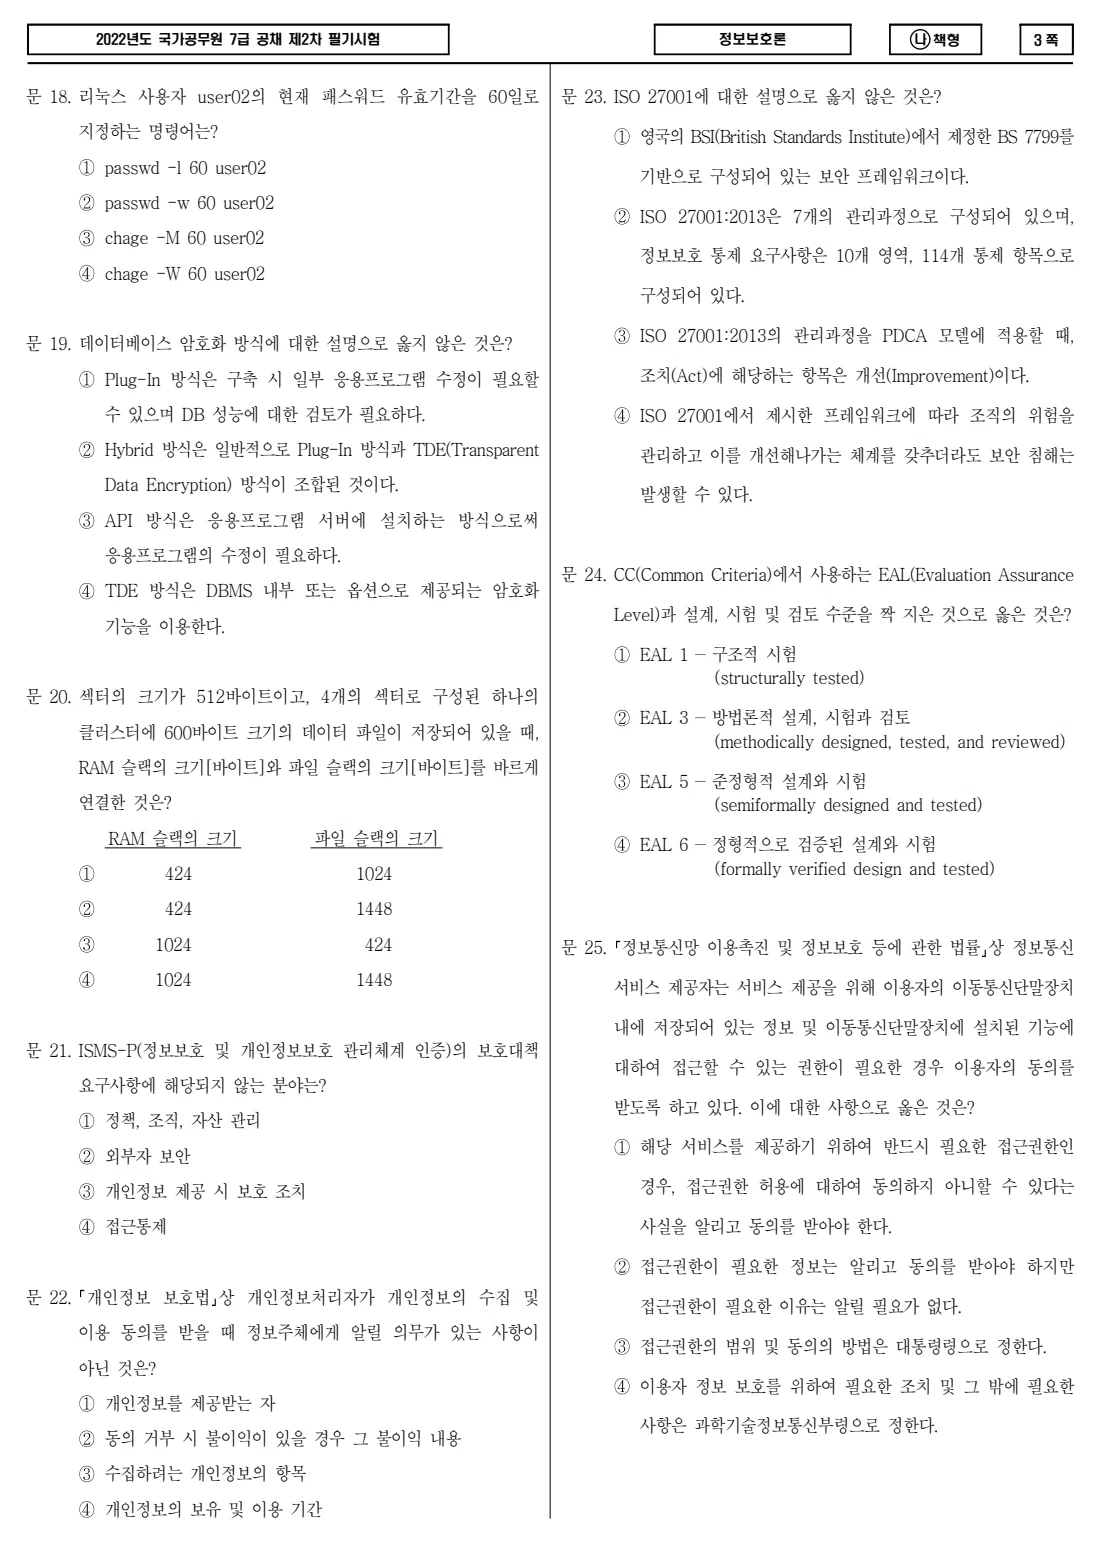 2022년도 국가공무원 7급 공채 제2차 필기시험
정보보호론
㉯ 책형
3 쪽
문 18. 리눅스 사용자 user02의 현재 패스워드 유효기간을 60일로
지정하는 명령어는?
① passwd -l 60 user02
② passwd -w 60 user02
③ chage -M 60 user02
④ chage -W 60 user02
문 19. 데이터베이스 암호화 방식에 대한 설명으로 옳지 않은 것은?
① Plug-In 방식은 구축 시 일부 응용프로그램 수정이 필요할
수 있으며 DB 성능에 대한 검토가 필요하다.
② Hybrid 방식은 일반적으로 Plug-In 방식과 TDE(Transparent
Data Encryption) 방식이 조합된 것이다.
③ API 방식은 응용프로그램 서버에 설치하는 방식으로써
응용프로그램의 수정이 필요하다.
④ TDE 방식은 DBMS 내부 또는 옵션으로 제공되는 암호화
기능을 이용한다.
문 20. 섹터의 크기가 512바이트이고, 4개의 섹터로 구성된 하나의
클러스터에 600바이트 크기의 데이터 파일이 저장되어 있을 때,
RAM 슬랙의 크기[바이트]와 파일 슬랙의 크기[바이트]를 바르게
연결한 것은?
RAM 슬랙의 크기 파일 슬랙의 크기
① 424 1024
② 424 1448
③ 1024 424
④ 1024 1448
문 21. ISMS-P(정보보호 및 개인정보보호 관리체계 인증)의 보호대책
요구사항에 해당되지 않는 분야는?
① 정책, 조직, 자산 관리
② 외부자 보안
③ 개인정보 제공 시 보호 조치
④ 접근통제
문 22. 「개인정보 보호법」상 개인정보처리자가 개인정보의 수집 및
이용 동의를 받을 때 정보주체에게 알릴 의무가 있는 사항이
아닌 것은?
① 개인정보를 제공받는 자
② 동의 거부 시 불이익이 있을 경우 그 불이익 내용
③ 수집하려는 개인정보의 항목
④ 개인정보의 보유 및 이용 기간
문 23. ISO 27001에 대한 설명으로 옳지 않은 것은?
① 영국의 BSI(British Standards Institute)에서 제정한 BS 7799를
기반으로 구성되어 있는 보안 프레임워크이다.
② ISO 27001:2013은 7개의 관리과정으로 구성되어 있으며,
정보보호 통제 요구사항은 10개 영역, 114개 통제 항목으로
구성되어 있다.
③ ISO 27001:2013의 관리과정을 PDCA 모델에 적용할 때,
조치(Act)에 해당하는 항목은 개선(Improvement)이다.
④ ISO 27001에서 제시한 프레임워크에 따라 조직의 위험을
관리하고 이를 개선해나가는 체계를 갖추더라도 보안 침해는
발생할 수 있다.
문 24. CC(Common Criteria)에서 사용하는 EAL(Evaluation Assurance
Level)과 설계, 시험 및 검토 수준을 짝 지은 것으로 옳은 것은?
① EAL 1 - 구조적 시험
(structurally tested)
② EAL 3 - 방법론적 설계, 시험과 검토
(methodically designed, tested, and reviewed)
③ EAL 5 - 준정형적 설계와 시험
(semiformally designed and tested)
④ EAL 6 - 정형적으로 검증된 설계와 시험
(formally verified design and tested)
문 25. 「정보통신망 이용촉진 및 정보보호 등에 관한 법률」상 정보통신
서비스 제공자는 서비스 제공을 위해 이용자의 이동통신단말장치
내에 저장되어 있는 정보 및 이동통신단말장치에 설치된 기능에
대하여 접근할 수 있는 권한이 필요한 경우 이용자의 동의를
받도록 하고 있다. 이에 대한 사항으로 옳은 것은?
① 해당 서비스를 제공하기 위하여 반드시 필요한 접근권한인
경우, 접근권한 허용에 대하여 동의하지 아니할 수 있다는
사실을 알리고 동의를 받아야 한다.
② 접근권한이 필요한 정보는 알리고 동의를 받아야 하지만
접근권한이 필요한 이유는 알릴 필요가 없다.
③ 접근권한의 범위 및 동의의 방법은 대통령령으로 정한다.
④ 이용자 정보 보호를 위하여 필요한 조치 및 그 밖에 필요한
사항은 과학기술정보통신부령으로 정한다.